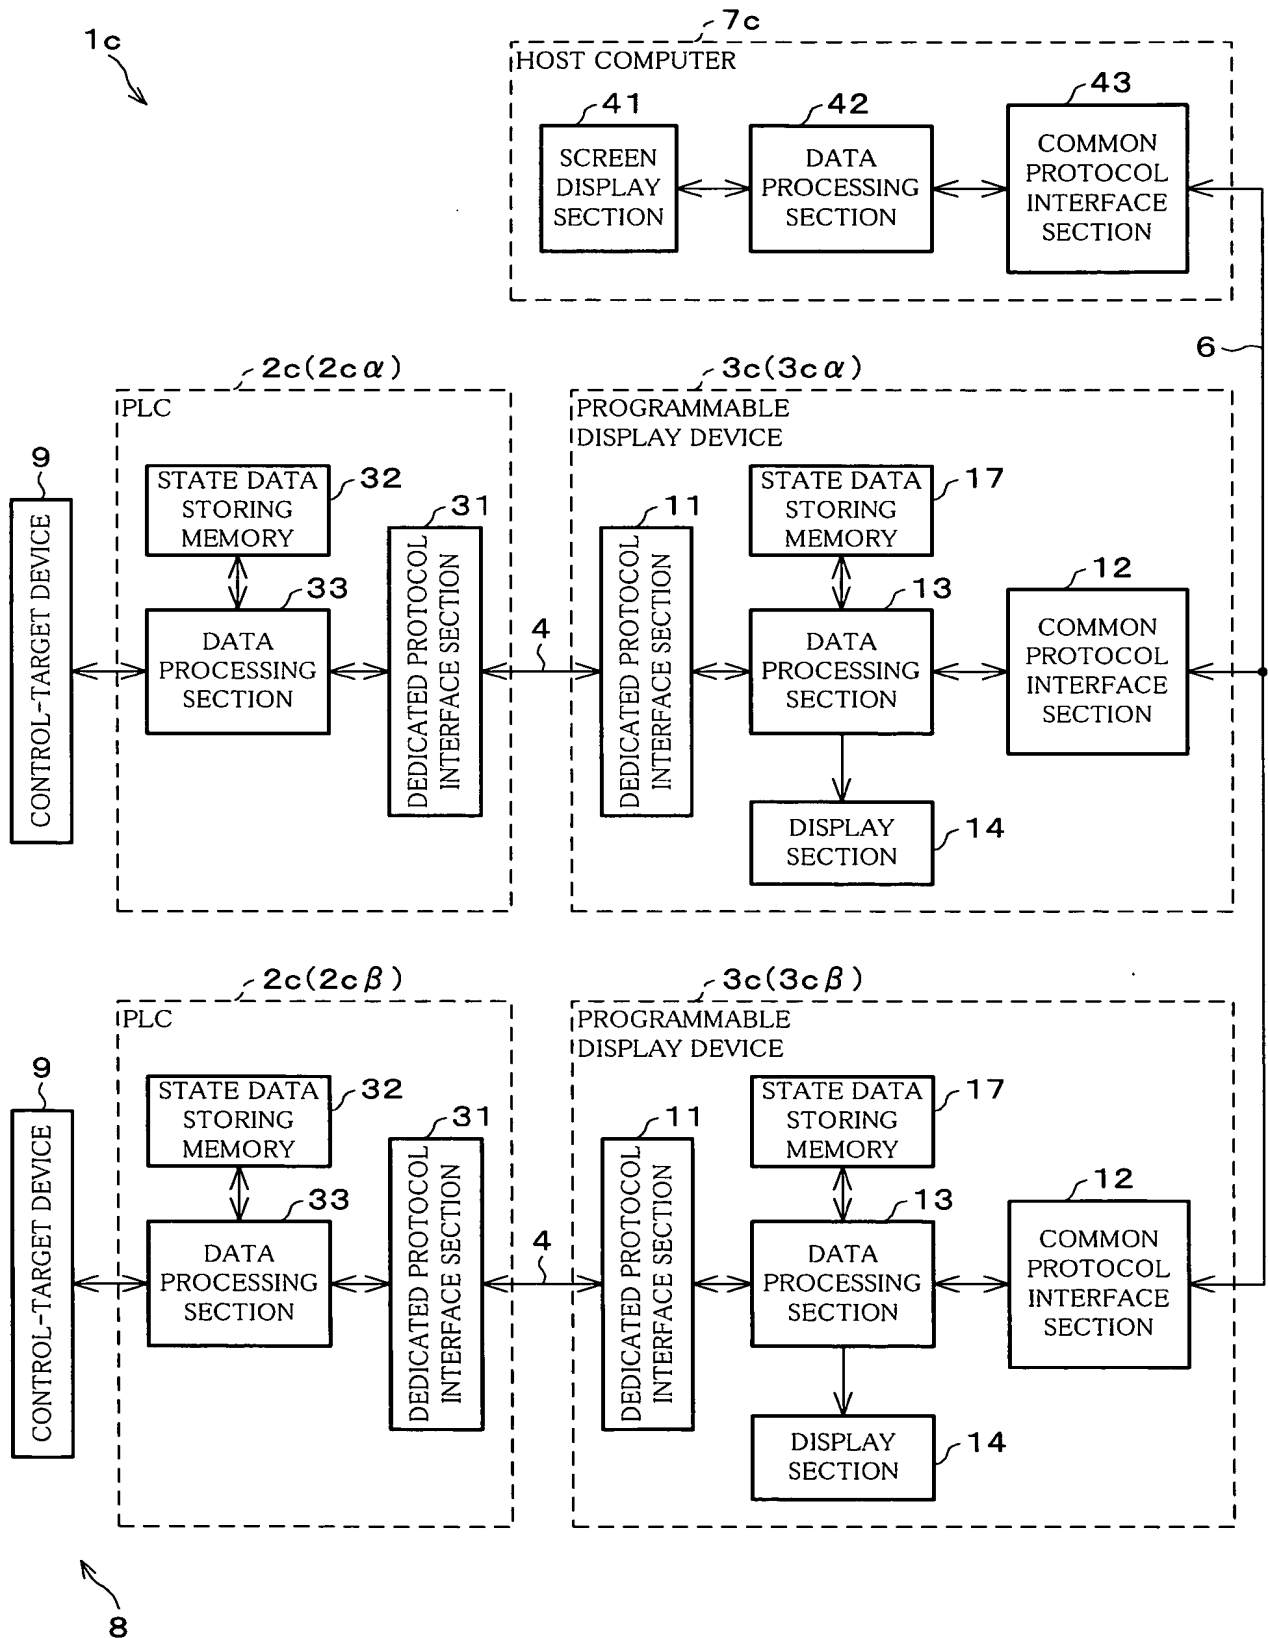 1c
7c
HOST COMPUTER
41
42
43
SCREEN
DISPLAY
SECTION
DATA
PROCESSING
SECTION
COMMON
PROTOCOL
INTERFACE
SECTION
6
2c(2cα)
3c(3cα)
PLC
PROGRAMMABLE
DISPLAY DEVICE
9
CONTROL-TARGET DEVICE
STATE DATA
STORING
MEMORY
32
33
DATA
PROCESSING
SECTION
31
DEDICATED PROTOCOL
INTERFACE SECTION
4
11
DEDICATED PROTOCOL
INTERFACE SECTION
STATE DATA
STORING
MEMORY
17
13
DATA
PROCESSING
SECTION
12
COMMON
PROTOCOL
INTERFACE
SECTION
DISPLAY
SECTION
14
2c(2cβ)
3c(3cβ)
PLC
PROGRAMMABLE
DISPLAY DEVICE
9
CONTROL-TARGET DEVICE
STATE DATA
STORING
MEMORY
32
33
DATA
PROCESSING
SECTION
31
DEDICATED PROTOCOL
INTERFACE SECTION
4
11
DEDICATED PROTOCOL
INTERFACE SECTION
STATE DATA
STORING
MEMORY
17
13
DATA
PROCESSING
SECTION
12
COMMON
PROTOCOL
INTERFACE
SECTION
DISPLAY
SECTION
14
8